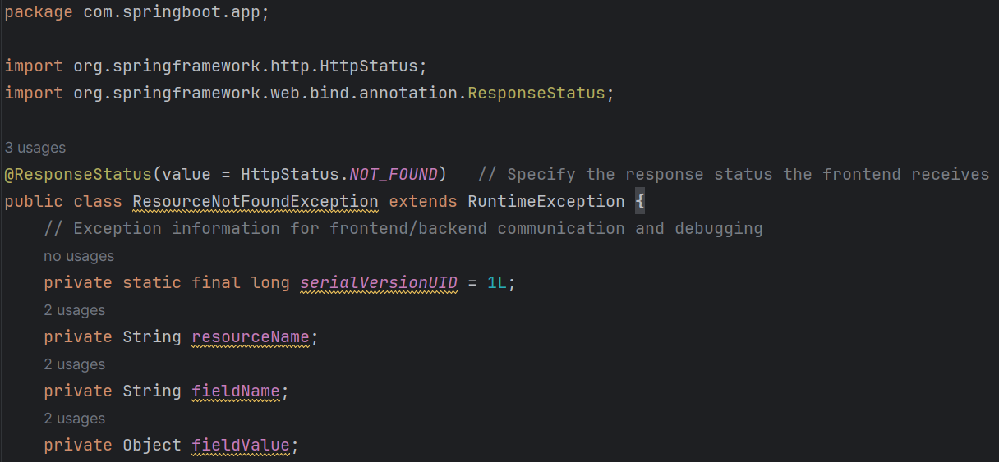 package com.springboot.app;
import org.springframework.http.HttpStatus;
import org.springframework.web.bind.annotation.ResponseStatus;
3 usages
@ResponseStatus(value = HttpStatus.NOT_FOUND)   // Specify the response status the frontend receives
public class ResourceNotFoundException extends RuntimeException {
    // Exception information for frontend/backend communication and debugging
    no usages
    private static final long serialVersionUID = 1L;
    2 usages
    private String resourceName;
    2 usages
    private String fieldName;
    2 usages
    private Object fieldValue;